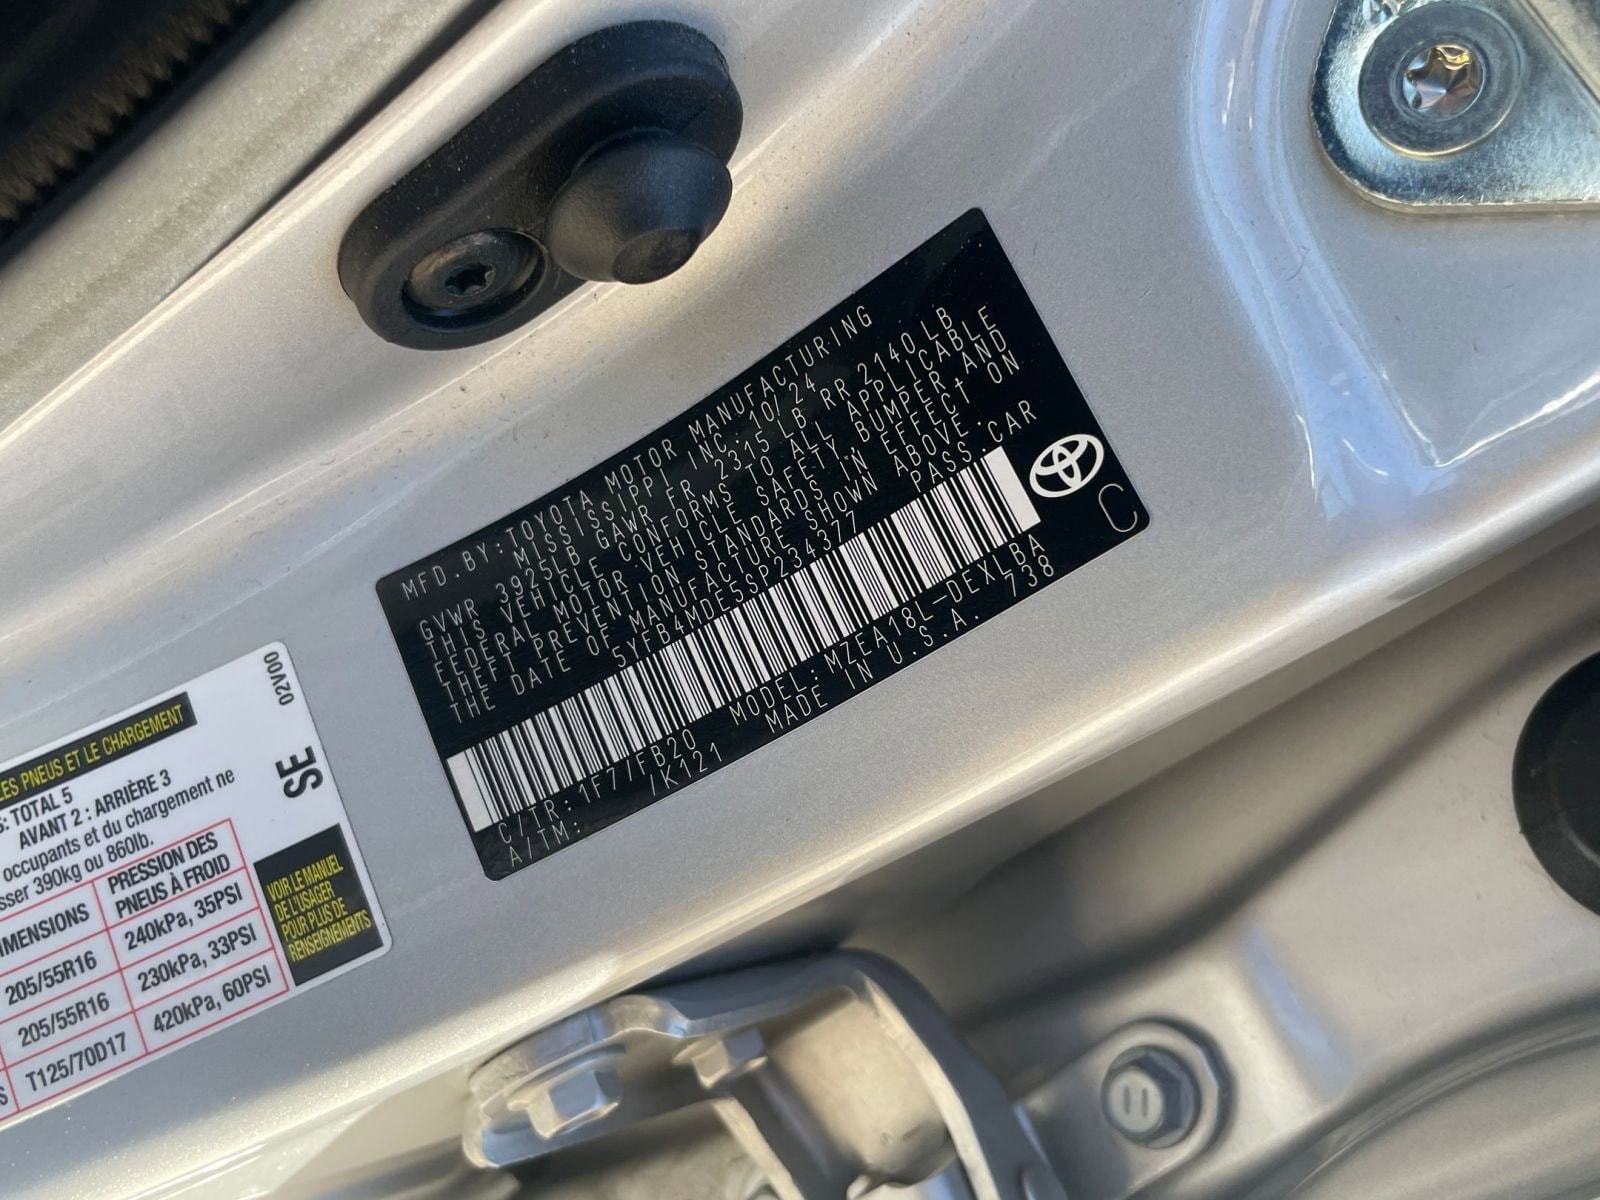 MFD.BY:TOYOTA MOTOR MANUFACTURING
MISSISSIPPI INC. 10/24
GVWR 3925LB GAWR FR 2315LB RR 2140LB
THIS VEHICLE CONFORMS TO ALL APPLICABLE
FEDERAL MOTOR VEHICLE SAFETY, BUMPER AND
THEFT PREVENTION STANDARDS IN EFFECT ON
THE DATE OF MANUFACTURE SHOWN ABOVE.
5YFB4MDE5SP234377 PASS.CAR
C/TR:1F77FB20 MODEL:MZEA18L-DEXLBA
A/TM: /K121 MADE IN U.S.A. 738
C
02V00
SE
LES PNEUS ET LE CHARGEMENT
: TOTAL 5
AVANT 2 : ARRIÈRE 3
occupants et du chargement ne
sser 390kg ou 860lb.
IMENSIONS PRESSION DES PNEUS À FROID
205/55R16 240kPa, 35PSI
205/55R16 230kPa, 33PSI
T125/70D17 420kPa, 60PSI
VOIR LE MANUEL
DE L'USAGER
POUR PLUS DE
RENSEIGNEMENTS